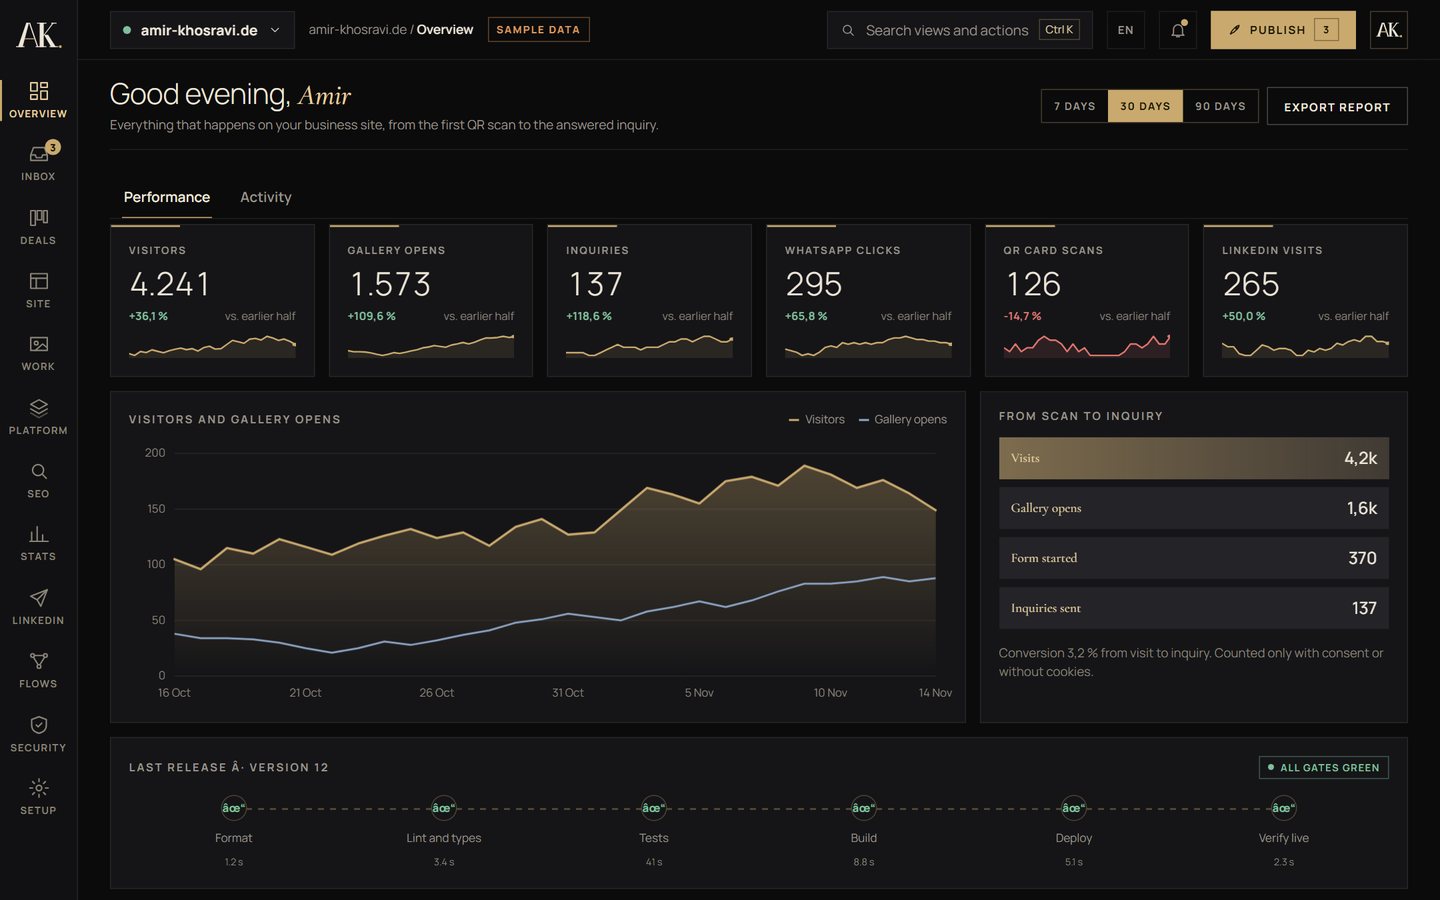 AK.
amir-khosravi.de
amir-khosravi.de / Overview
SAMPLE DATA
Search views and actions
Ctrl K
EN
PUBLISH 3
AK.
OVERVIEW
3
INBOX
DEALS
SITE
WORK
PLATFORM
SEO
STATS
LINKEDIN
FLOWS
SECURITY
SETUP
Good evening, Amir
Everything that happens on your business site, from the first QR scan to the answered inquiry.
7 DAYS
30 DAYS
90 DAYS
EXPORT REPORT
Performance
Activity
VISITORS
4.241
+36,1 % vs. earlier half
GALLERY OPENS
1.573
+109,6 % vs. earlier half
INQUIRIES
137
+118,6 % vs. earlier half
WHATSAPP CLICKS
295
+65,8 % vs. earlier half
QR CARD SCANS
126
-14,7 % vs. earlier half
LINKEDIN VISITS
265
+50,0 % vs. earlier half
VISITORS AND GALLERY OPENS
Visitors
Gallery opens
200
150
100
50
0
16 Oct
21 Oct
26 Oct
31 Oct
5 Nov
10 Nov
14 Nov
FROM SCAN TO INQUIRY
Visits 4,2k
Gallery opens 1,6k
Form started 370
Inquiries sent 137
Conversion 3,2 % from visit to inquiry. Counted only with consent or
without cookies.
LAST RELEASE Â· VERSION 12
ALL GATES GREEN
âœ“ âœ“ âœ“ âœ“ âœ“ âœ“
Format
Lint and types
Tests
Build
Deploy
Verify live
1.2 s
3.4 s
41 s
8.8 s
5.1 s
2.3 s